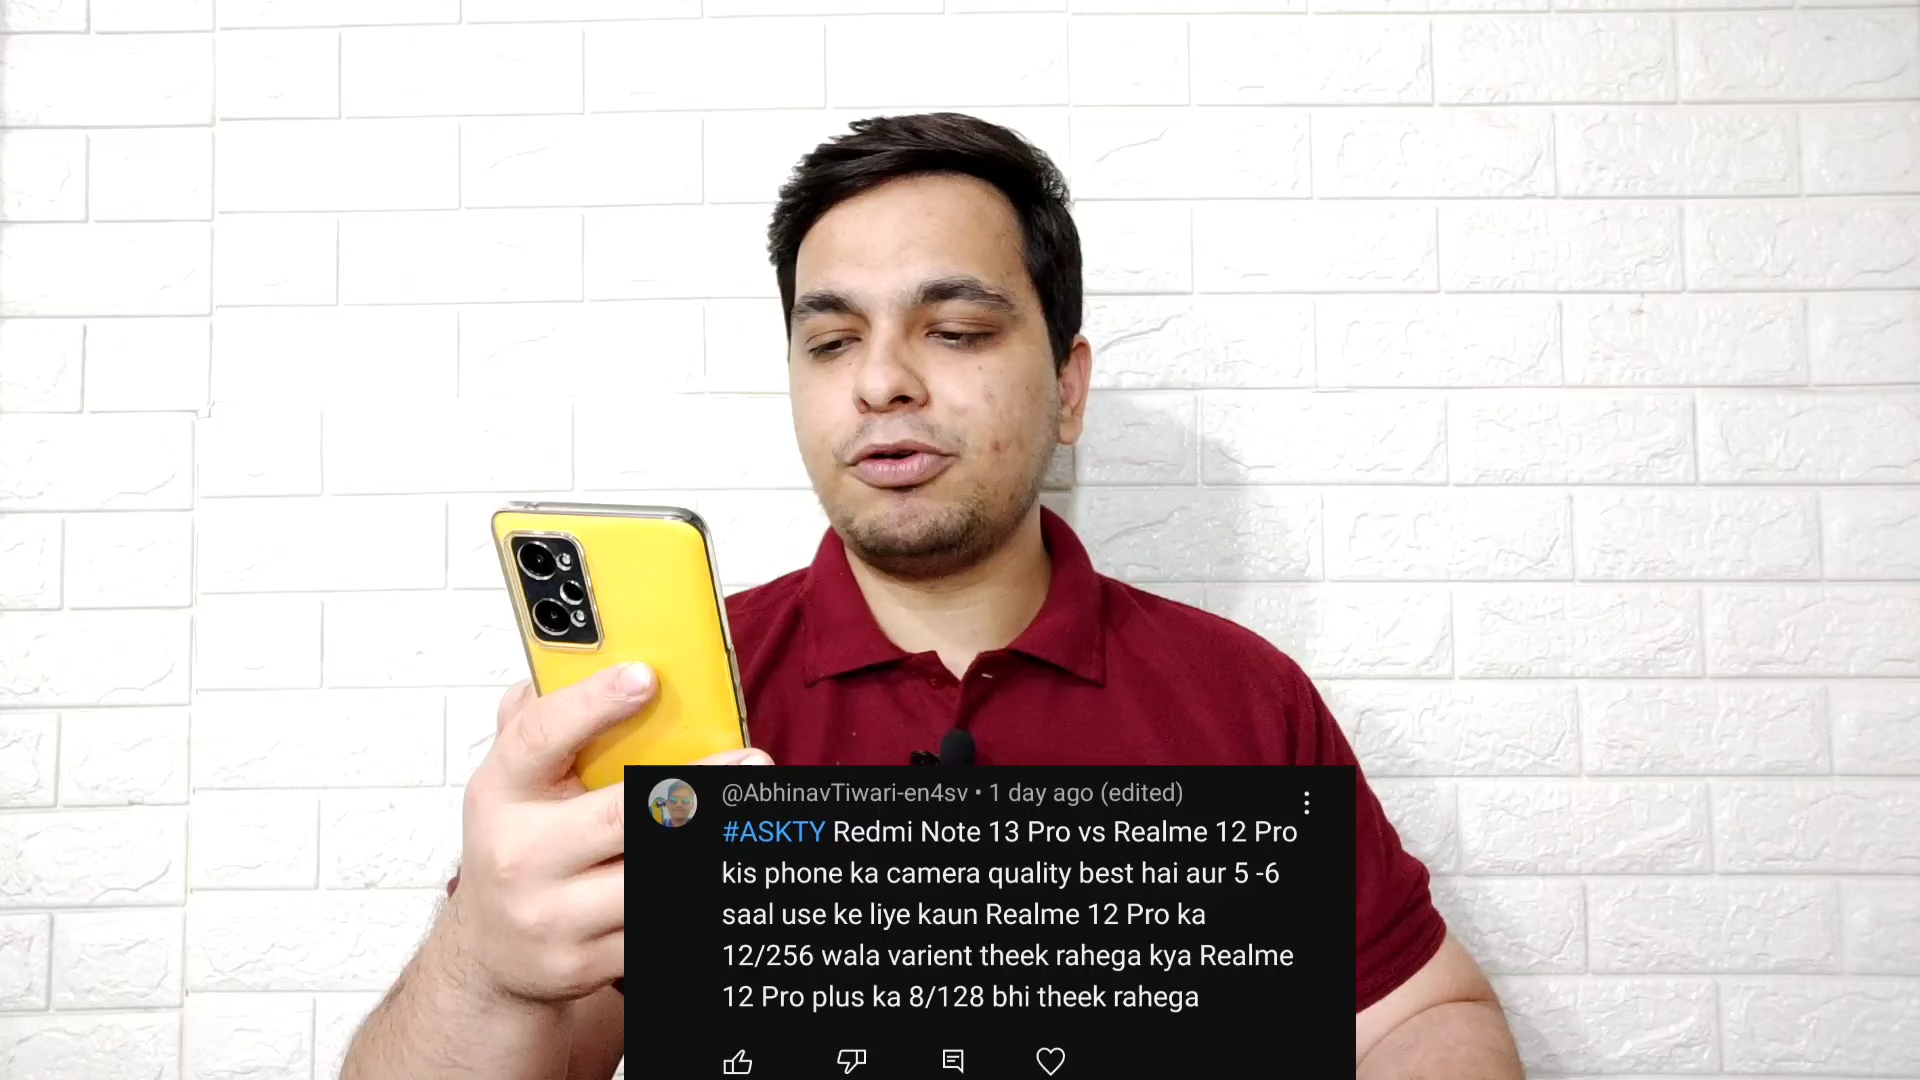 @AbhinavTiwari-en4sv • 1 day ago (edited)
#ASKTY Redmi Note 13 Pro vs Realme 12 Pro
kis phone ka camera quality best hai aur 5 -6
saal use ke liye kaun Realme 12 Pro ka
12/256 wala varient theek rahega kya Realme
12 Pro plus ka 8/128 bhi theek rahega